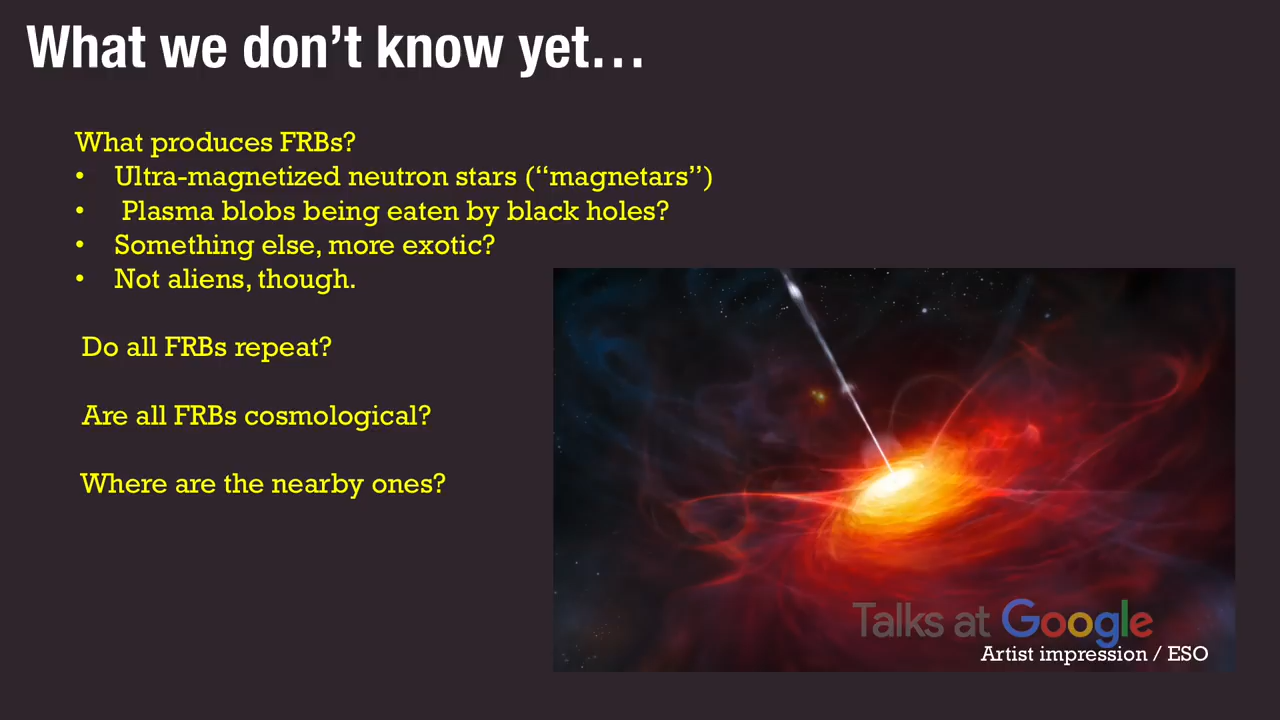 What we don’t know yet…
What produces FRBs?
• Ultra-magnetized neutron stars (“magnetars”)
• Plasma blobs being eaten by black holes?
• Something else, more exotic?
• Not aliens, though.
Do all FRBs repeat?
Are all FRBs cosmological?
Where are the nearby ones?
Talks at Google
Artist impression / ESO